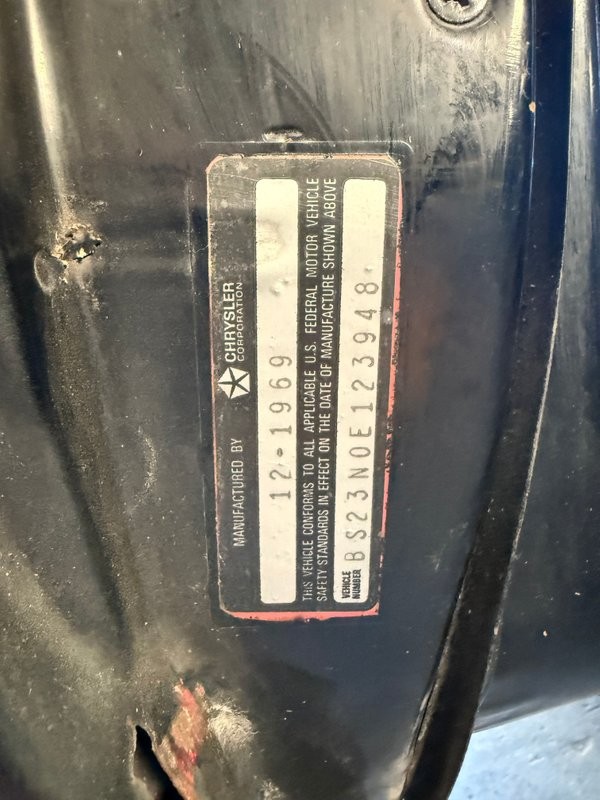 MANUFACTURED BY CHRYSLER CORPORATION
12-1969
THIS VEHICLE CONFORMS TO ALL APPLICABLE U.S. FEDERAL MOTOR VEHICLE
SAFETY STANDARDS IN EFFECT ON THE DATE OF MANUFACTURE SHOWN ABOVE
VEHICLE NUMBER BS23N0E123948